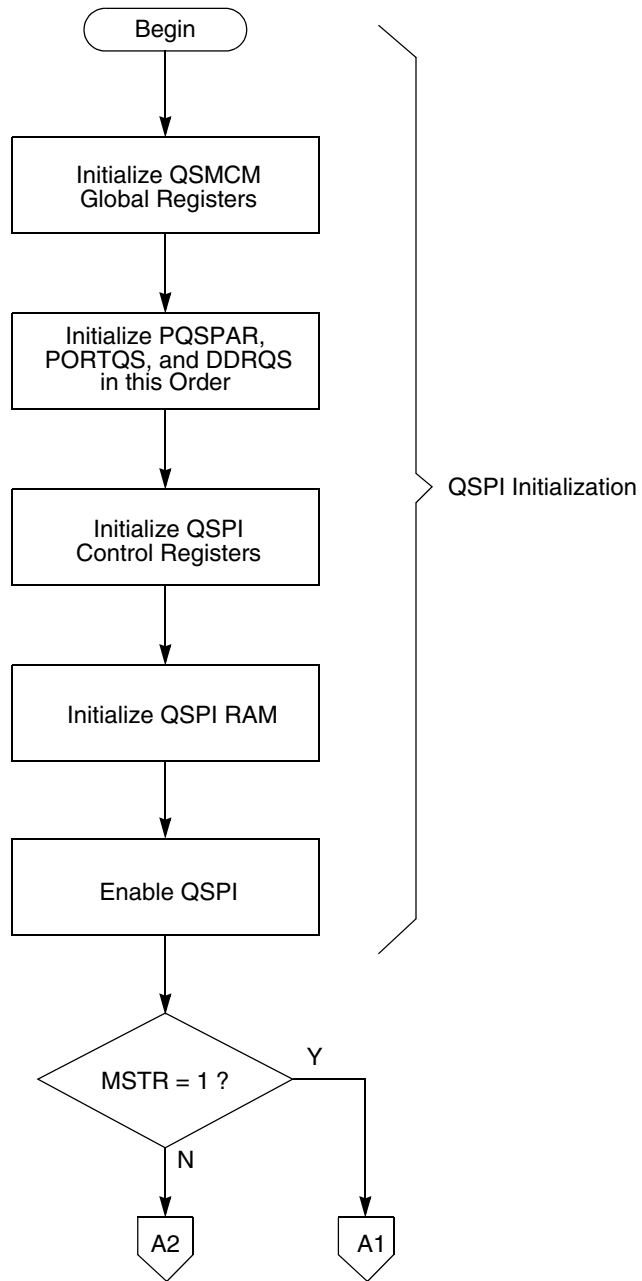 Begin
Initialize QSMCM
Global Registers
Initialize PQSPAR,
PORTQS, and DDRQS
in this Order
QSPI Initialization
Initialize QSPI
Control Registers
Initialize QSPI RAM
Enable QSPI
MSTR = 1 ?
Y
N
A2
A1